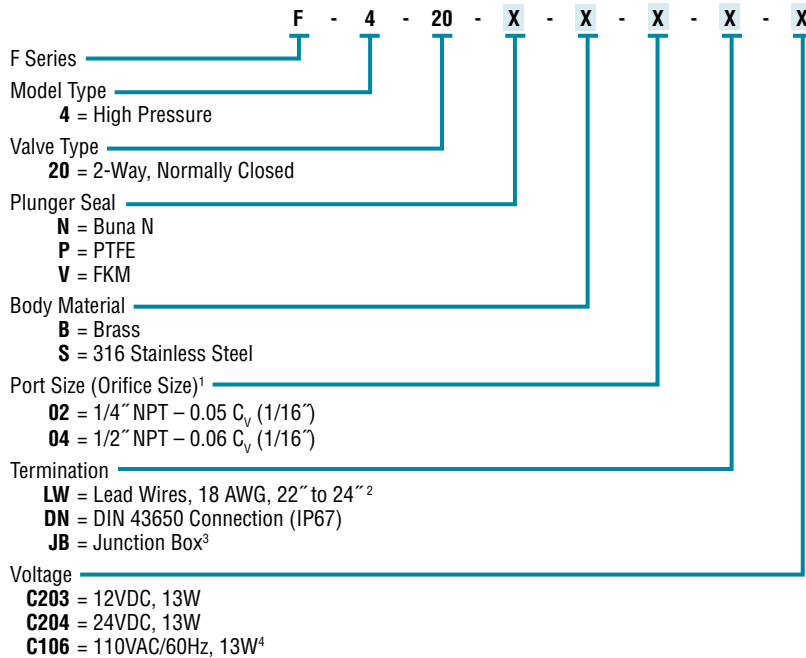 F - 4 - 20 - X - X - X - X - X
F Series
Model Type
4 = High Pressure
Valve Type
20 = 2-Way, Normally Closed
Plunger Seal
N = Buna N
P = PTFE
V = FKM
Body Material
B = Brass
S = 316 Stainless Steel
Port Size (Orifice Size)¹
02 = 1/4˝ NPT – 0.05 Cᵥ (1/16˝)
04 = 1/2˝ NPT – 0.06 Cᵥ (1/16˝)
Termination
LW = Lead Wires, 18 AWG, 22˝ to 24˝ ²
DN = DIN 43650 Connection (IP67)
JB = Junction Box³
Voltage
C203 = 12VDC, 13W
C204 = 24VDC, 13W
C106 = 110VAC/60Hz, 13W⁴